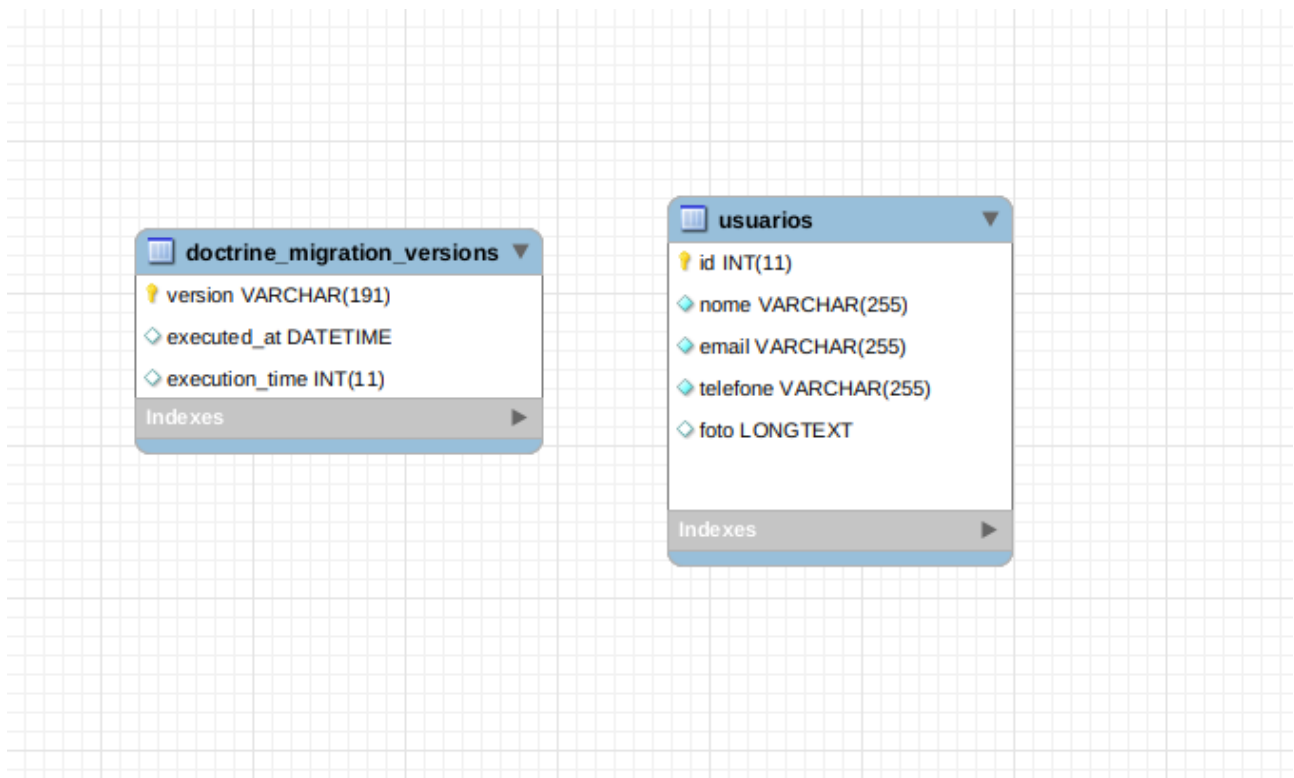 doctrine_migration_versions
version VARCHAR(191)
executed_at DATETIME
execution_time INT(11)
Indexes
usuarios
id INT(11)
nome VARCHAR(255)
email VARCHAR(255)
telefone VARCHAR(255)
foto LONGTEXT
Indexes